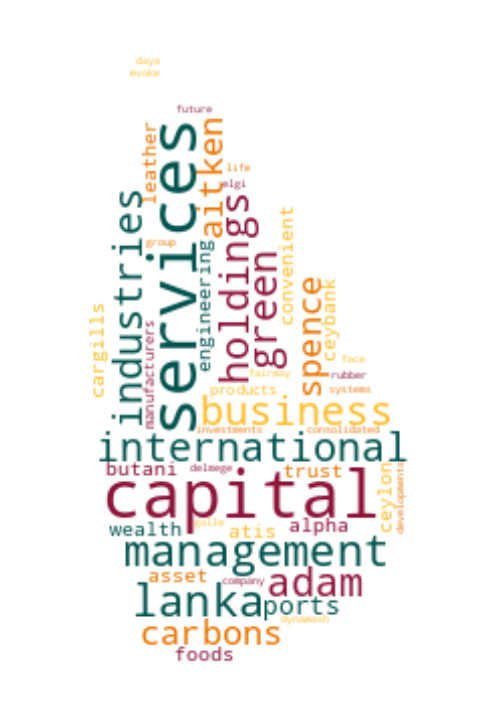 daya
evoke
future
leather
services
aitken
life
elgi
industries
holdings
group
engineering
green
convenient
spence
ceybank
cargills
manufacturers
face
fairway
rubber
products
systems
business
investments
consolidated
international
butani
delmege
trust
capital
ceylon
developments
galle
wealth
atis
alpha
management
asset
company
adam
lanka
ports
dynamash
carbons
foods